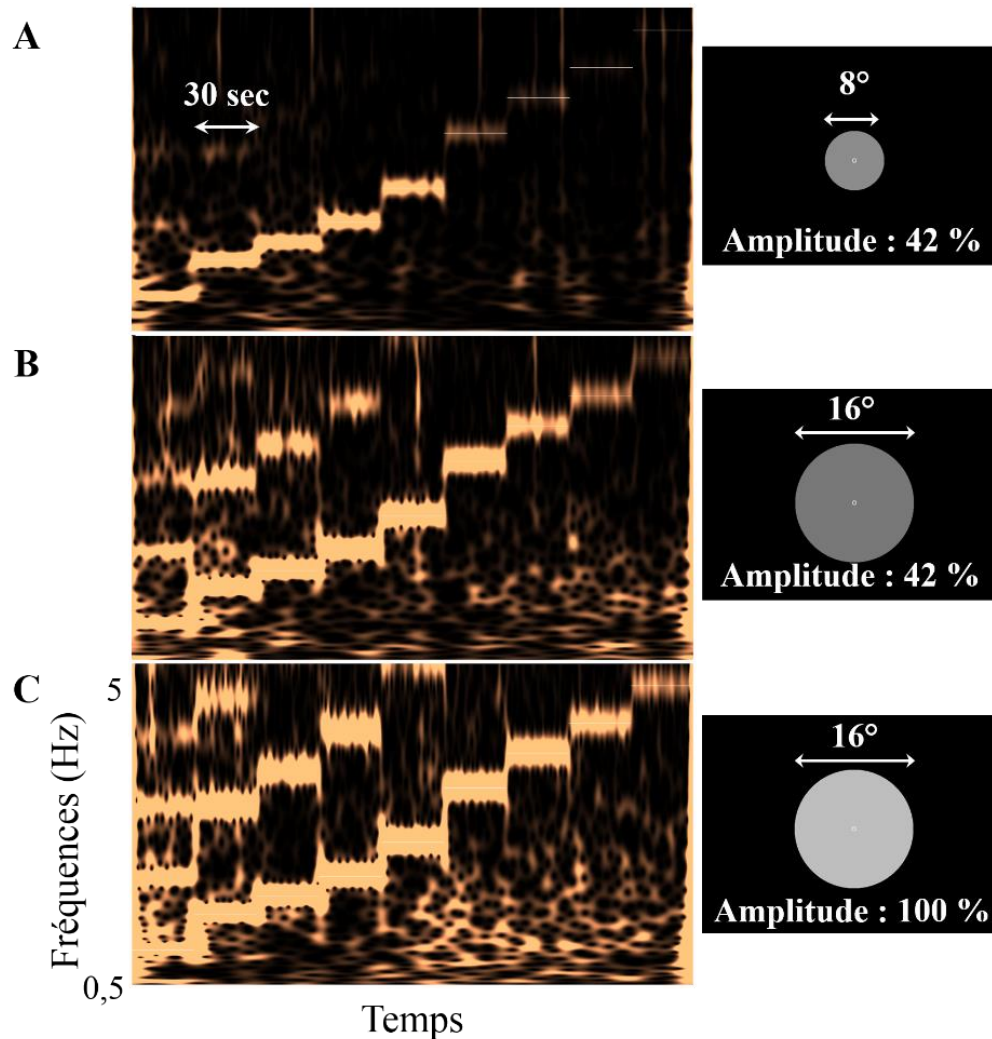 A
30 sec
8°
Amplitude : 42 %
B
16°
Amplitude : 42 %
C
5
Fréquences (Hz)
0,5
Temps
16°
Amplitude : 100 %